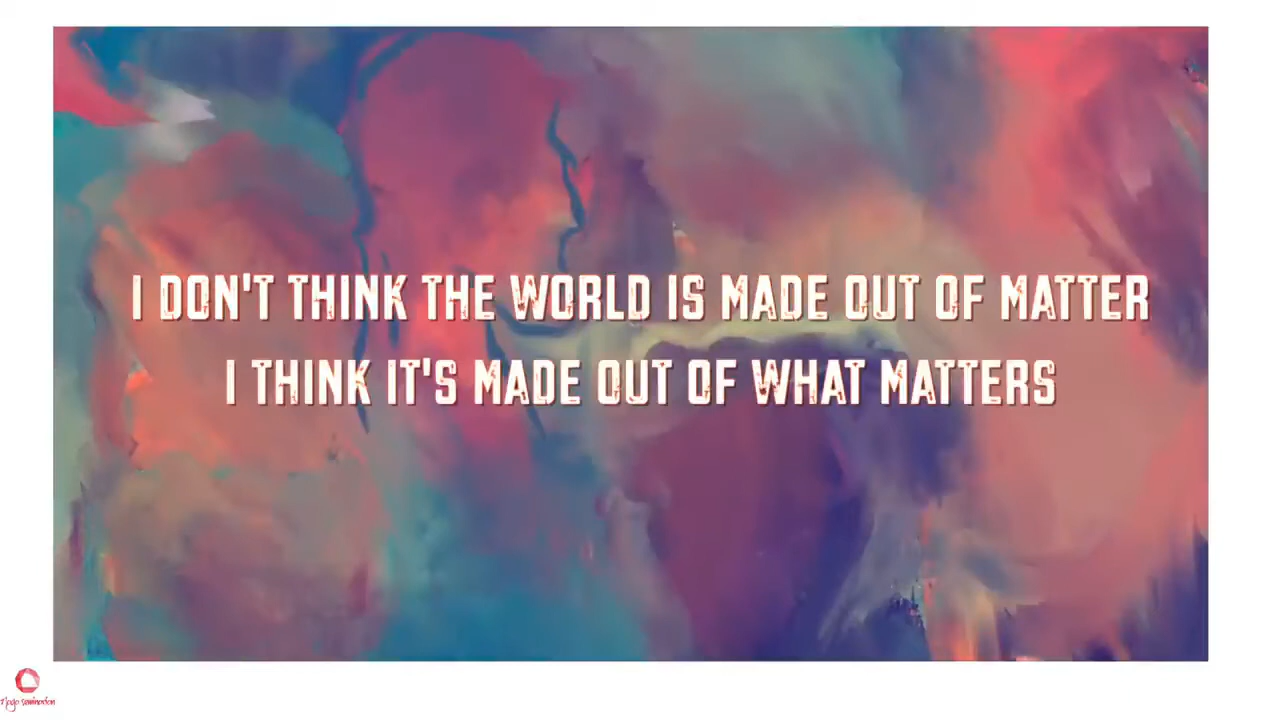 I DON'T THINK THE WORLD IS MADE OUT OF MATTER
I THINK IT'S MADE OUT OF WHAT MATTERS